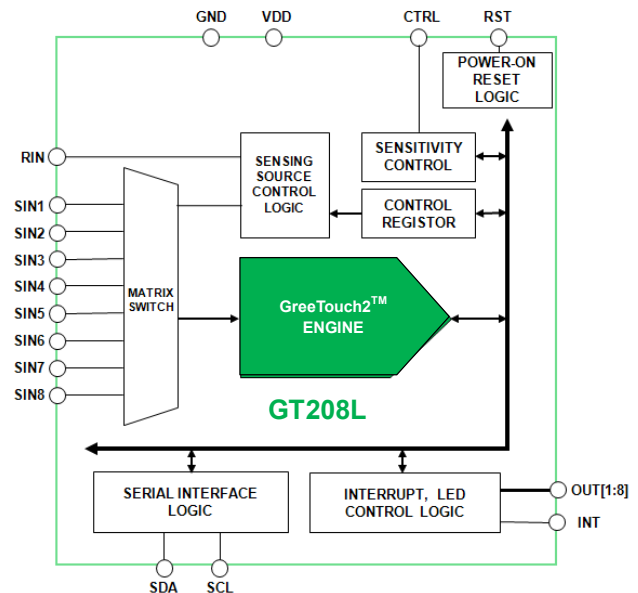 GND VDD CTRL RST
POWER-ON
RESET
LOGIC
RIN
SENSING
SOURCE
CONTROL
LOGIC
SENSITIVITY
CONTROL
CONTROL
REGISTOR
SIN1
SIN2
SIN3
SIN4
SIN5
SIN6
SIN7
SIN8
MATRIX
SWITCH
GreeTouch2TM
ENGINE
GT208L
SERIAL INTERFACE
LOGIC
INTERRUPT, LED
CONTROL LOGIC
OUT[1:8]
INT
SDA SCL